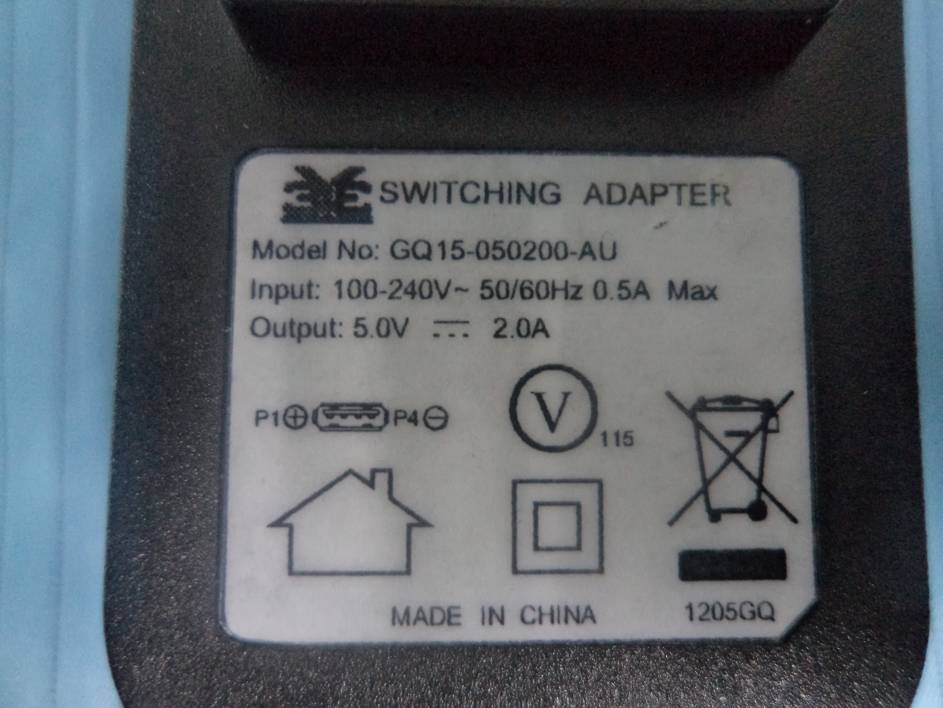 SWITCHING ADAPTER
Model No: GQ15-050200-AU
Input: 100-240V~ 50/60Hz 0.5A Max
Output: 5.0V ⎓ 2.0A
P1⊕ P4⊖
V 115
MADE IN CHINA 1205GQ